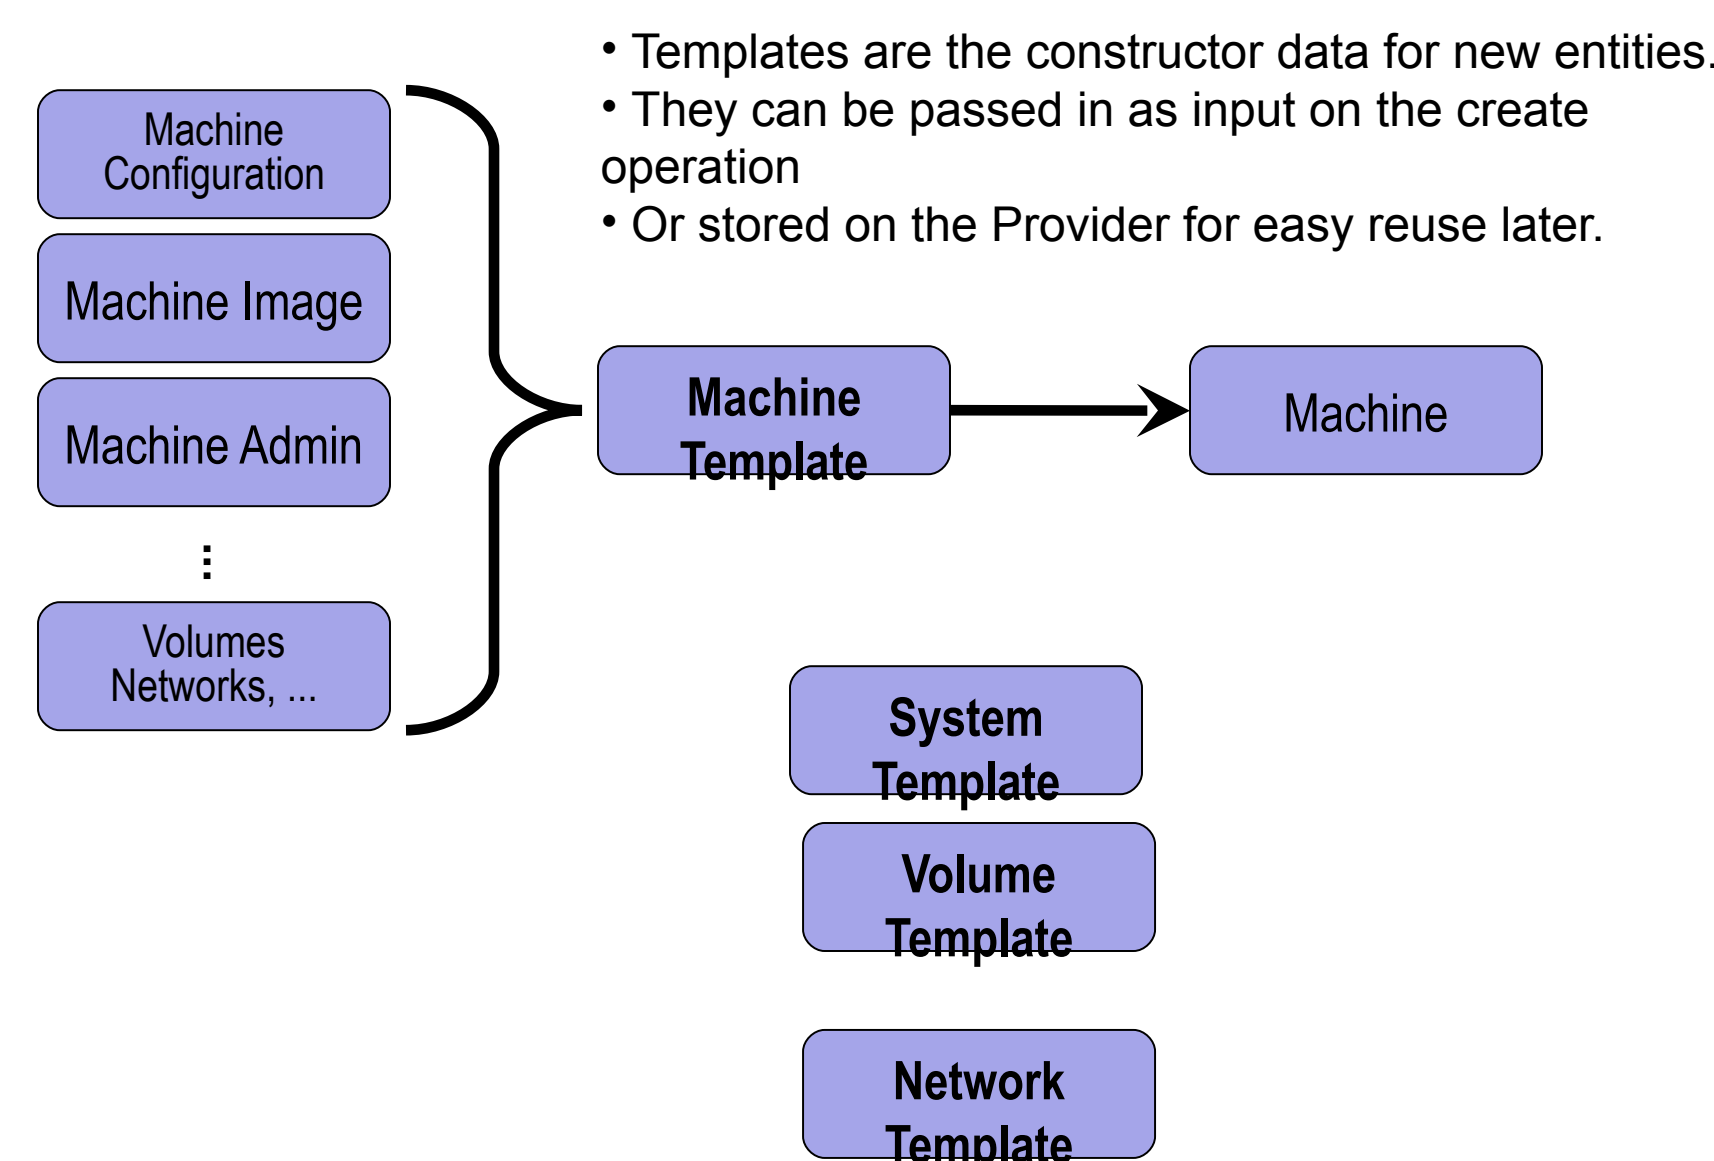 • Templates are the constructor data for new entities.
• They can be passed in as input on the create
operation
• Or stored on the Provider for easy reuse later.
Machine
Configuration
Machine Image
Machine Admin
...
Volumes
Networks, ...
Machine
Template
Machine
System
Template
Volume
Template
Network
Template